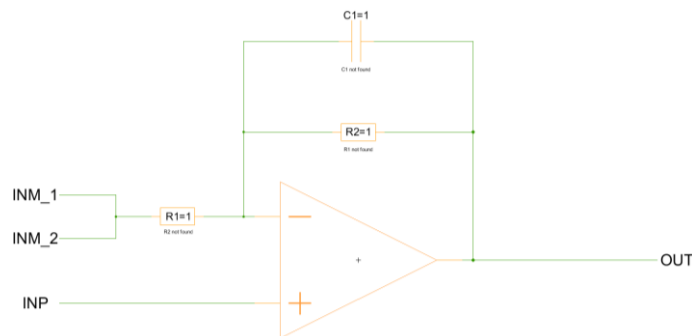 C1=1
C1 not found
R2=1
R1 not found
INM_1
R1=1
INM_2
R2 not found
OUT
INP